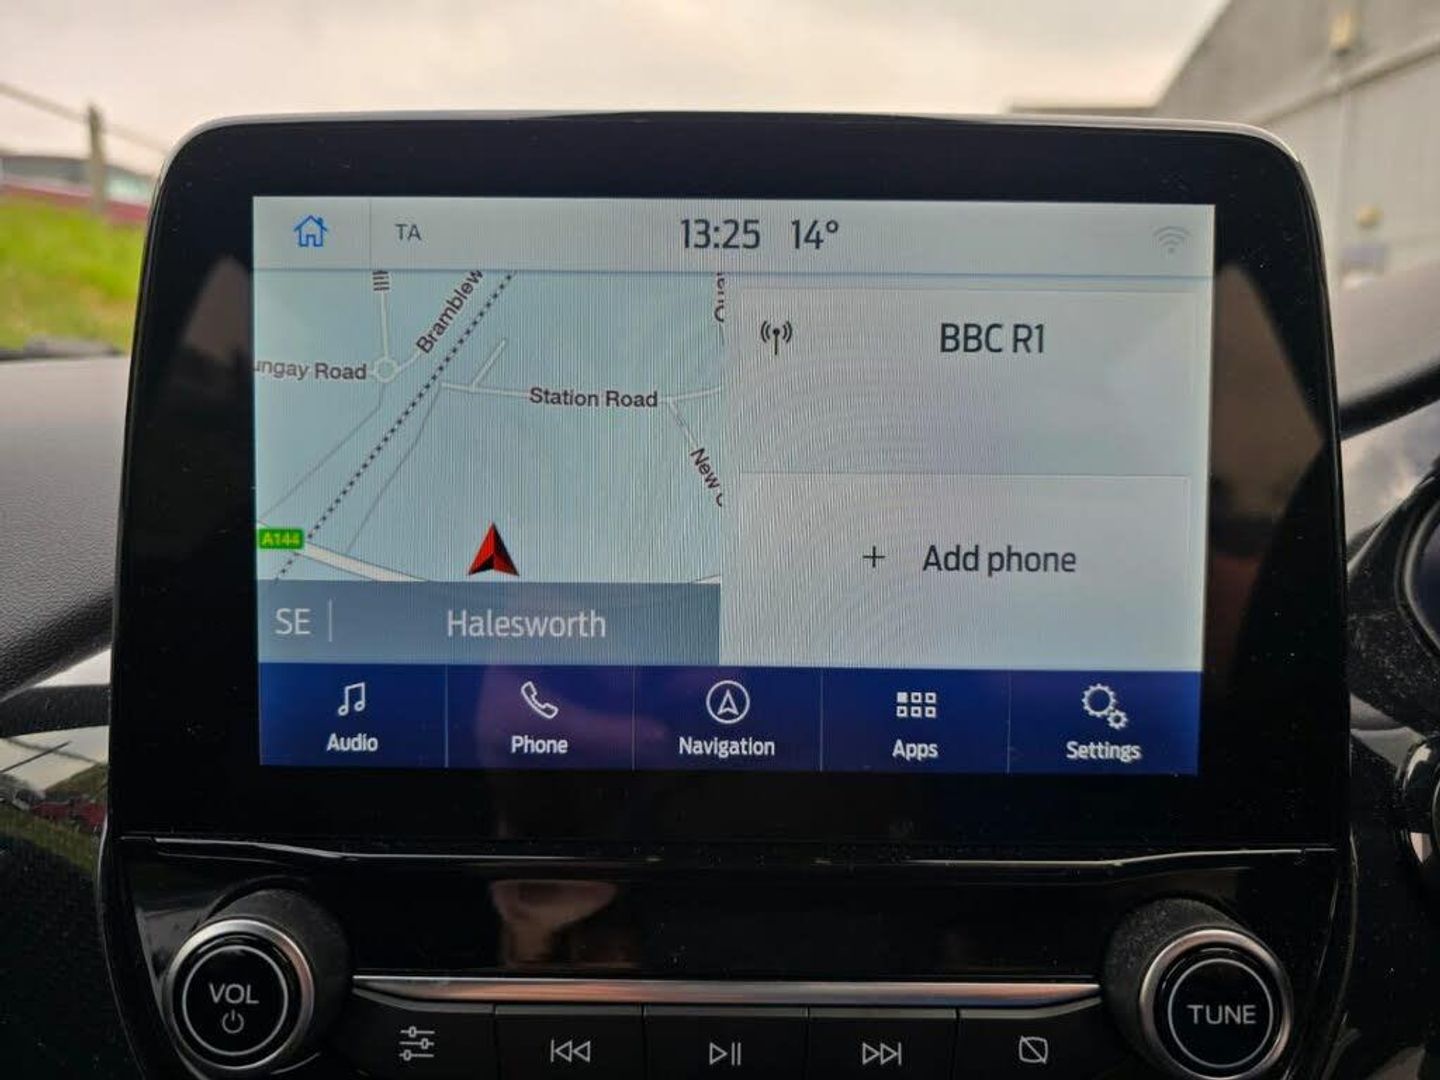 TA
13:25 14°
Bramblew
ungay Road
Station Road
New
A144
SE
Halesworth
BBC R1
+ Add phone
Audio
Phone
Navigation
Apps
Settings
VOL
TUNE